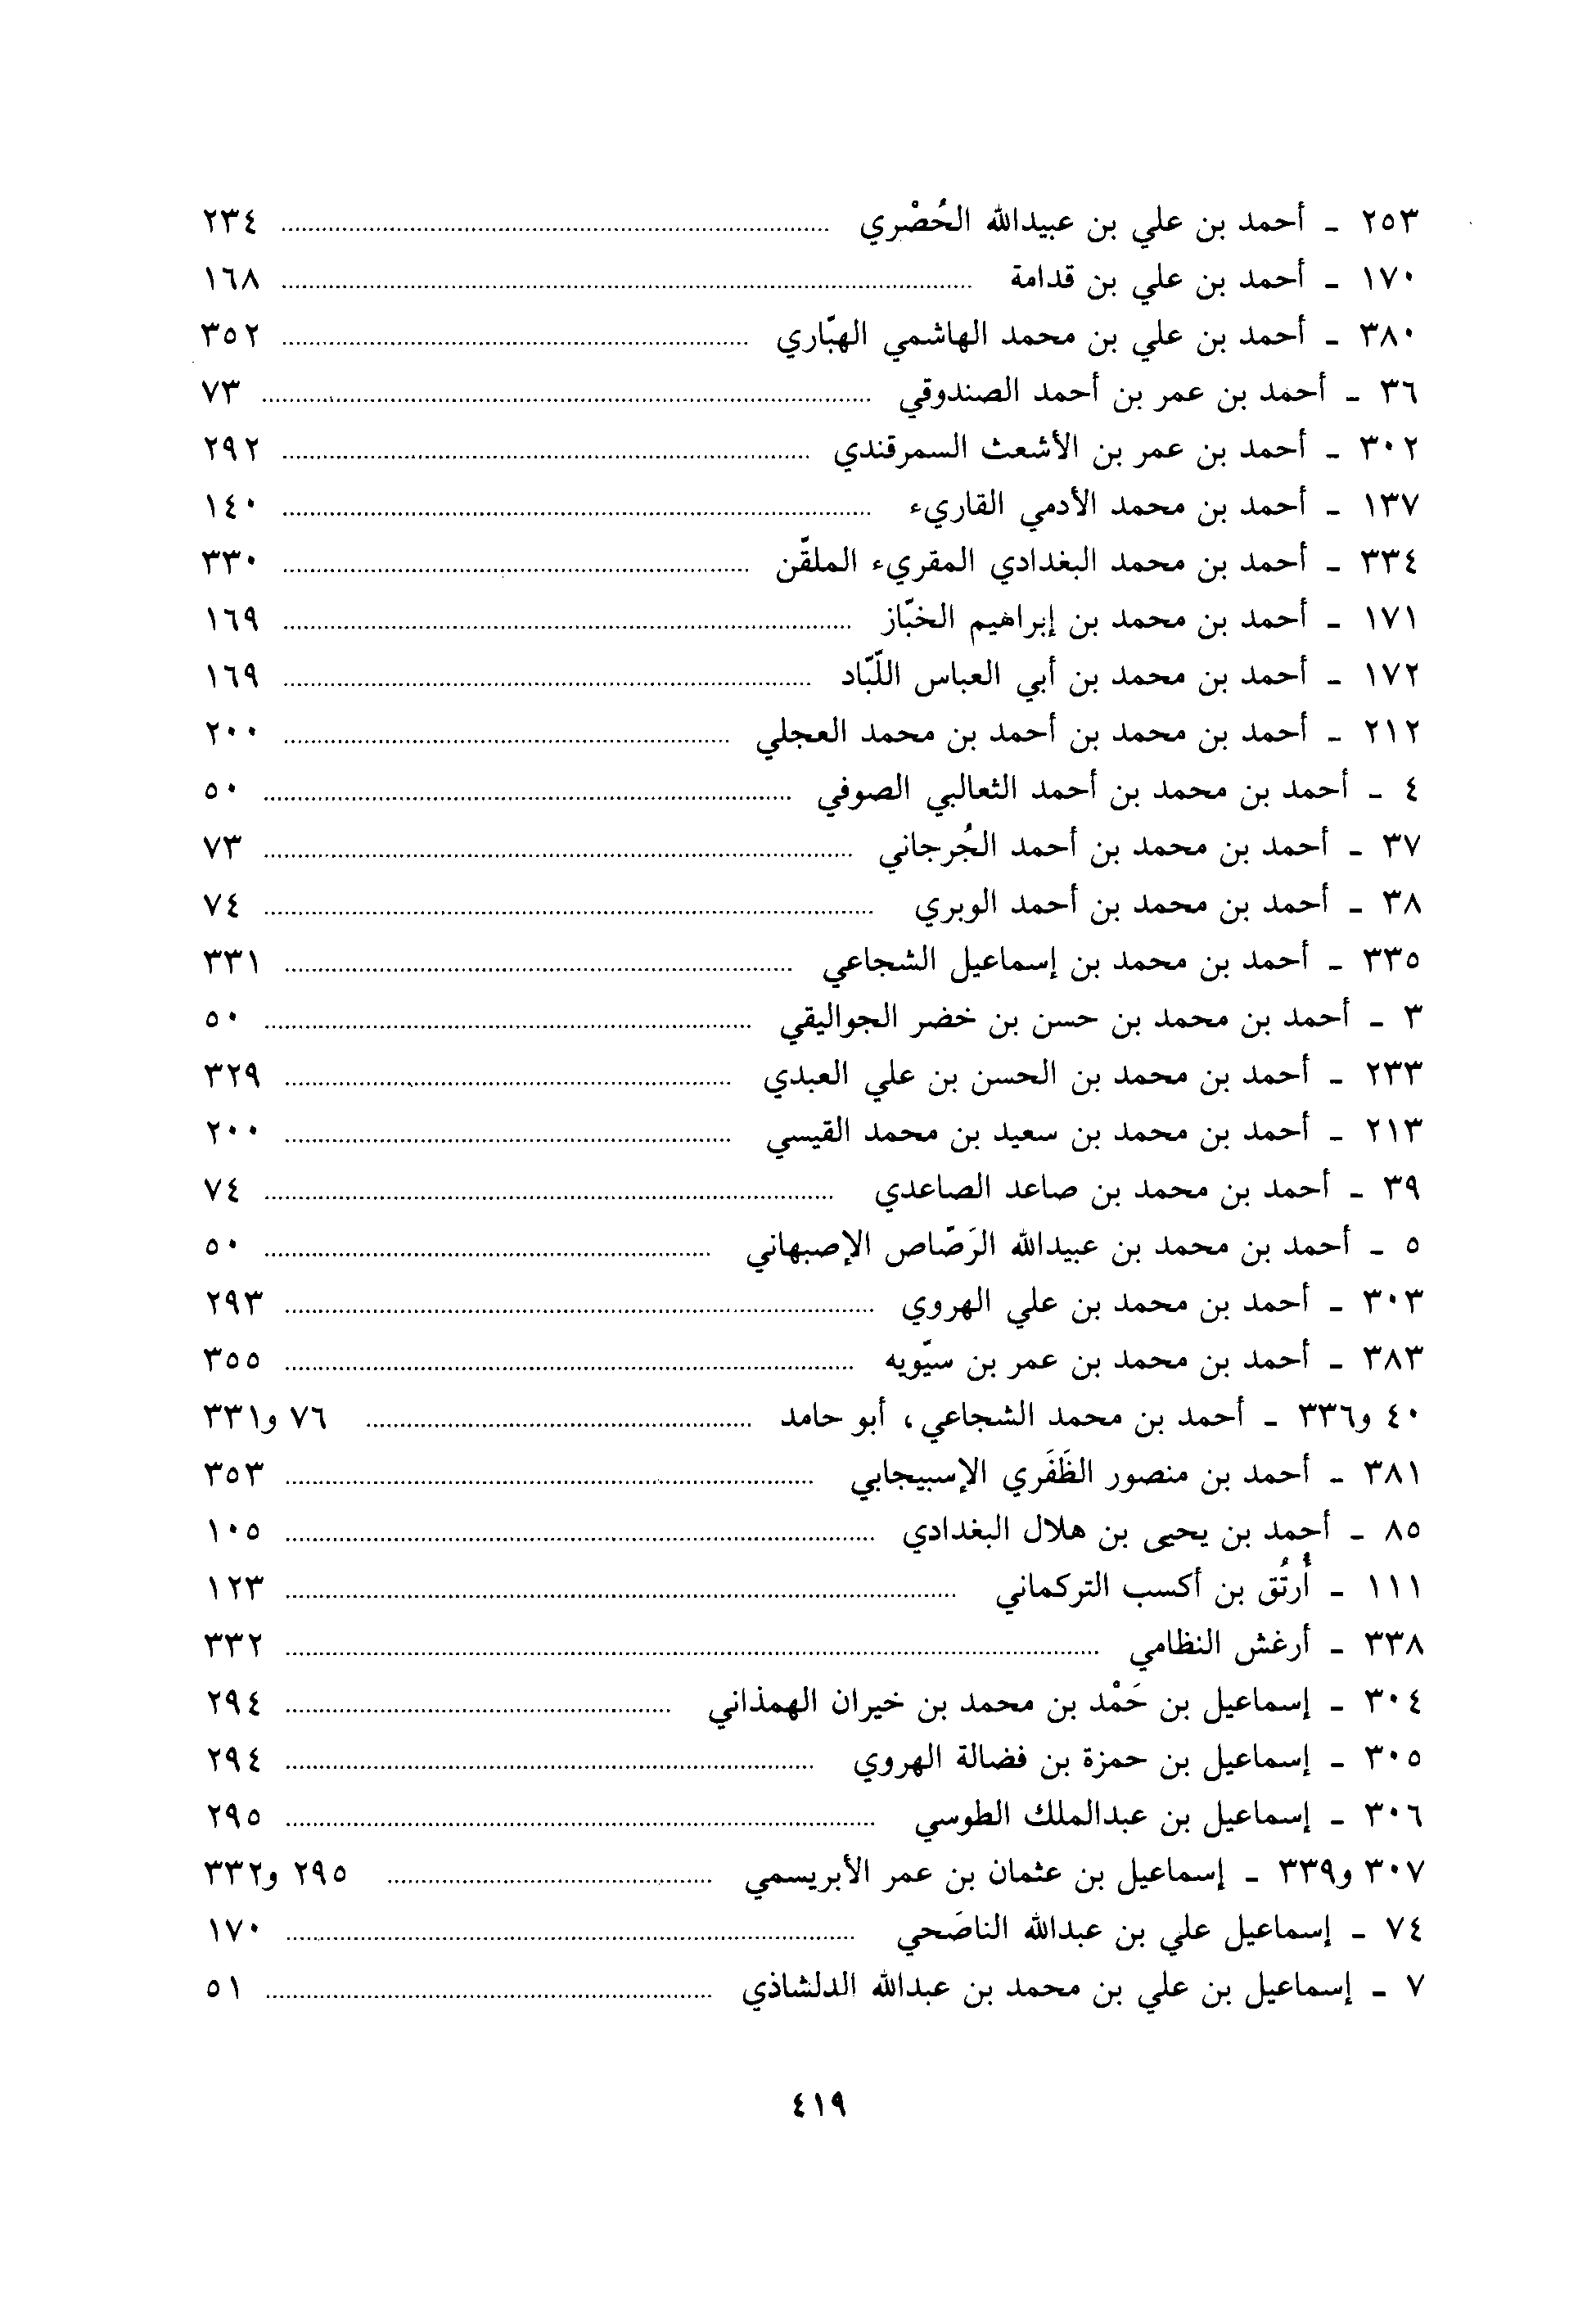 ٢٥٣ ـ أحمد بن علي بن عبيدالله الحُصْري ........ ٢٣٤
١٧٠ ـ أحمد بن علي بن قدامة ........ ١٦٨
٣٨٠ ـ أحمد بن علي بن محمد الهاشمي الهبّاري ........ ٣٥٢
٣٦ ـ أحمد بن عمر بن أحمد الصندوقي ........ ٧٣
٣٠٢ ـ أحمد بن عمر بن الأشعث السمرقندي ........ ٢٩٢
١٣٧ ـ أحمد بن محمد الأدمي القاريء ........ ١٤٠
٣٣٤ ـ أحمد بن محمد البغدادي المقريء الملقّن ........ ٣٣٠
١٧١ ـ أحمد بن محمد بن إبراهيم الخبّاز ........ ١٦٩
١٧٢ ـ أحمد بن محمد بن أبي العباس اللّبّاد ........ ١٦٩
٢١٢ ـ أحمد بن محمد بن أحمد بن محمد العجلي ........ ٢٠٠
٤ ـ أحمد بن محمد بن أحمد الثعالبي الصوفي ........ ٥٠
٣٧ ـ أحمد بن محمد بن أحمد الجُرجاني ........ ٧٣
٣٨ ـ أحمد بن محمد بن أحمد الوبري ........ ٧٤
٣٣٥ ـ أحمد بن محمد بن إسماعيل الشجاعي ........ ٣٣١
٣ ـ أحمد بن محمد بن حسن بن خضر الجواليقي ........ ٥٠
٢٣٣ ـ أحمد بن محمد بن الحسن بن علي العبدي ........ ٣٢٩
٢١٣ ـ أحمد بن محمد بن سعيد بن محمد القيسي ........ ٢٠٠
٣٩ ـ أحمد بن محمد بن صاعد الصاعدي ........ ٧٤
٥ ـ أحمد بن محمد بن عبيدالله الرَصّاص الإصبهاني ........ ٥٠
٣٠٣ ـ أحمد بن محمد بن علي الهروي ........ ٢٩٣
٣٨٣ ـ أحمد بن محمد بن عمر بن سيّويه ........ ٣٥٥
٤٠ و٣٣٦ ـ أحمد بن محمد الشجاعي، أبو حامد ........ ٧٦ و٣٣١
٣٨١ ـ أحمد بن منصور الظَفَري الإسبيجابي ........ ٣٥٣
٨٥ ـ أحمد بن يحيى بن هلال البغدادي ........ ١٠٥
١١١ ـ أُرتُق بن أكسب التركماني ........ ١٢٣
٣٣٨ ـ أرغش النظامي ........ ٣٣٢
٣٠٤ ـ إسماعيل بن حَمْد بن محمد بن خيران الهمذاني ........ ٢٩٤
٣٠٥ ـ إسماعيل بن حمزة بن فضالة الهروي ........ ٢٩٤
٣٠٦ ـ إسماعيل بن عبدالملك الطوسي ........ ٢٩٥
٣٠٧ و٣٣٩ ـ إسماعيل بن عثمان بن عمر الأبريسمي ........ ٢٩٥ و٣٣٢
٧٤ ـ إسماعيل علي بن عبدالله الناصَحي ........ ١٧٠
٧ ـ إسماعيل بن علي بن محمد بن عبدالله الدلشاذي ........ ٥١
٤١٩